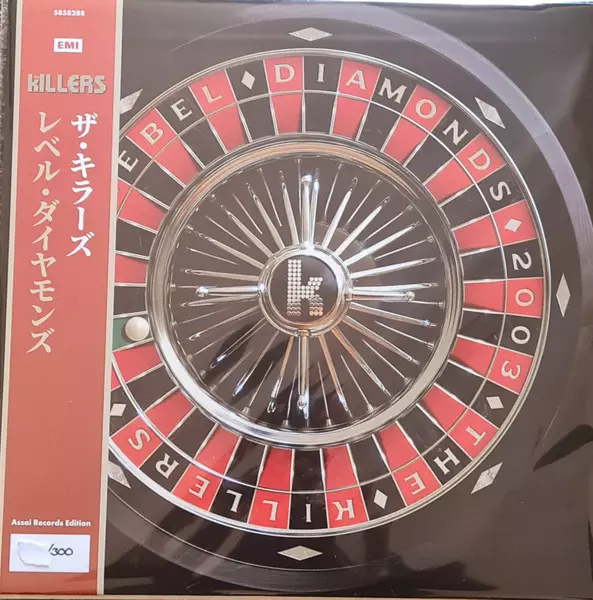 5858288
EMI
KILLERS
ザ・キラーズ
レベル・ダイヤモンズ
EBEL DIAMONDS 2003
THE KILLERS
k
Assai Records Edition
/300